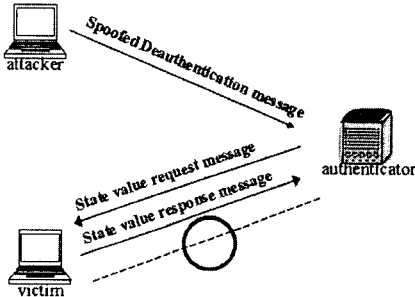 Spoofed Deauthentication message
attacker
State value request message
authenticator
State value response message
victim